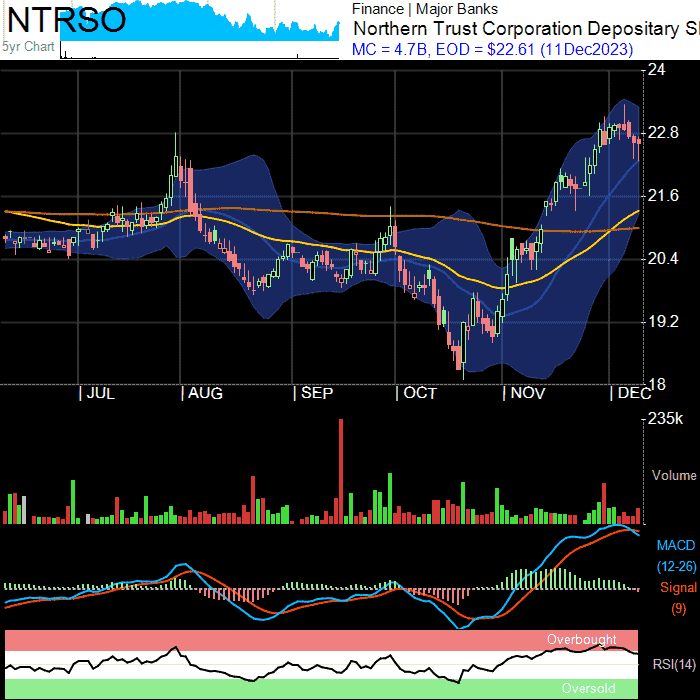 NTRSO
5yr Chart
Finance | Major Banks
Northern Trust Corporation Depositary S
MC = 4.7B, EOD = $22.61 (11Dec2023)
24
22.8
21.6
20.4
19.2
18
JUL AUG SEP OCT NOV DEC
235k
Volume
MACD
(12-26)
Signal
(9)
Overbought
RSI(14)
Oversold